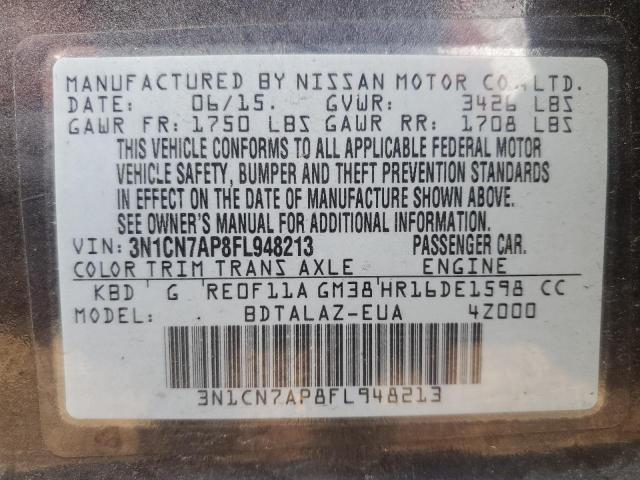 MANUFACTURED BY NISSAN MOTOR CO., LTD.
DATE: 06/15. GVWR: 3426 LBS
GAWR FR: 1750 LBS GAWR RR: 1708 LBS
THIS VEHICLE CONFORMS TO ALL APPLICABLE FEDERAL MOTOR
VEHICLE SAFETY, BUMPER AND THEFT PREVENTION STANDARDS
IN EFFECT ON THE DATE OF MANUFACTURE SHOWN ABOVE.
SEE OWNER'S MANUAL FOR ADDITIONAL INFORMATION.
VIN: 3N1CN7AP8FL948213 PASSENGER CAR.
COLOR TRIM TRANS AXLE ENGINE
KBD G RE0F11A GM38 HR16DE1598 CC
MODEL: BDTALAZ-EUA 4Z000
3N1CN7AP8FL948213